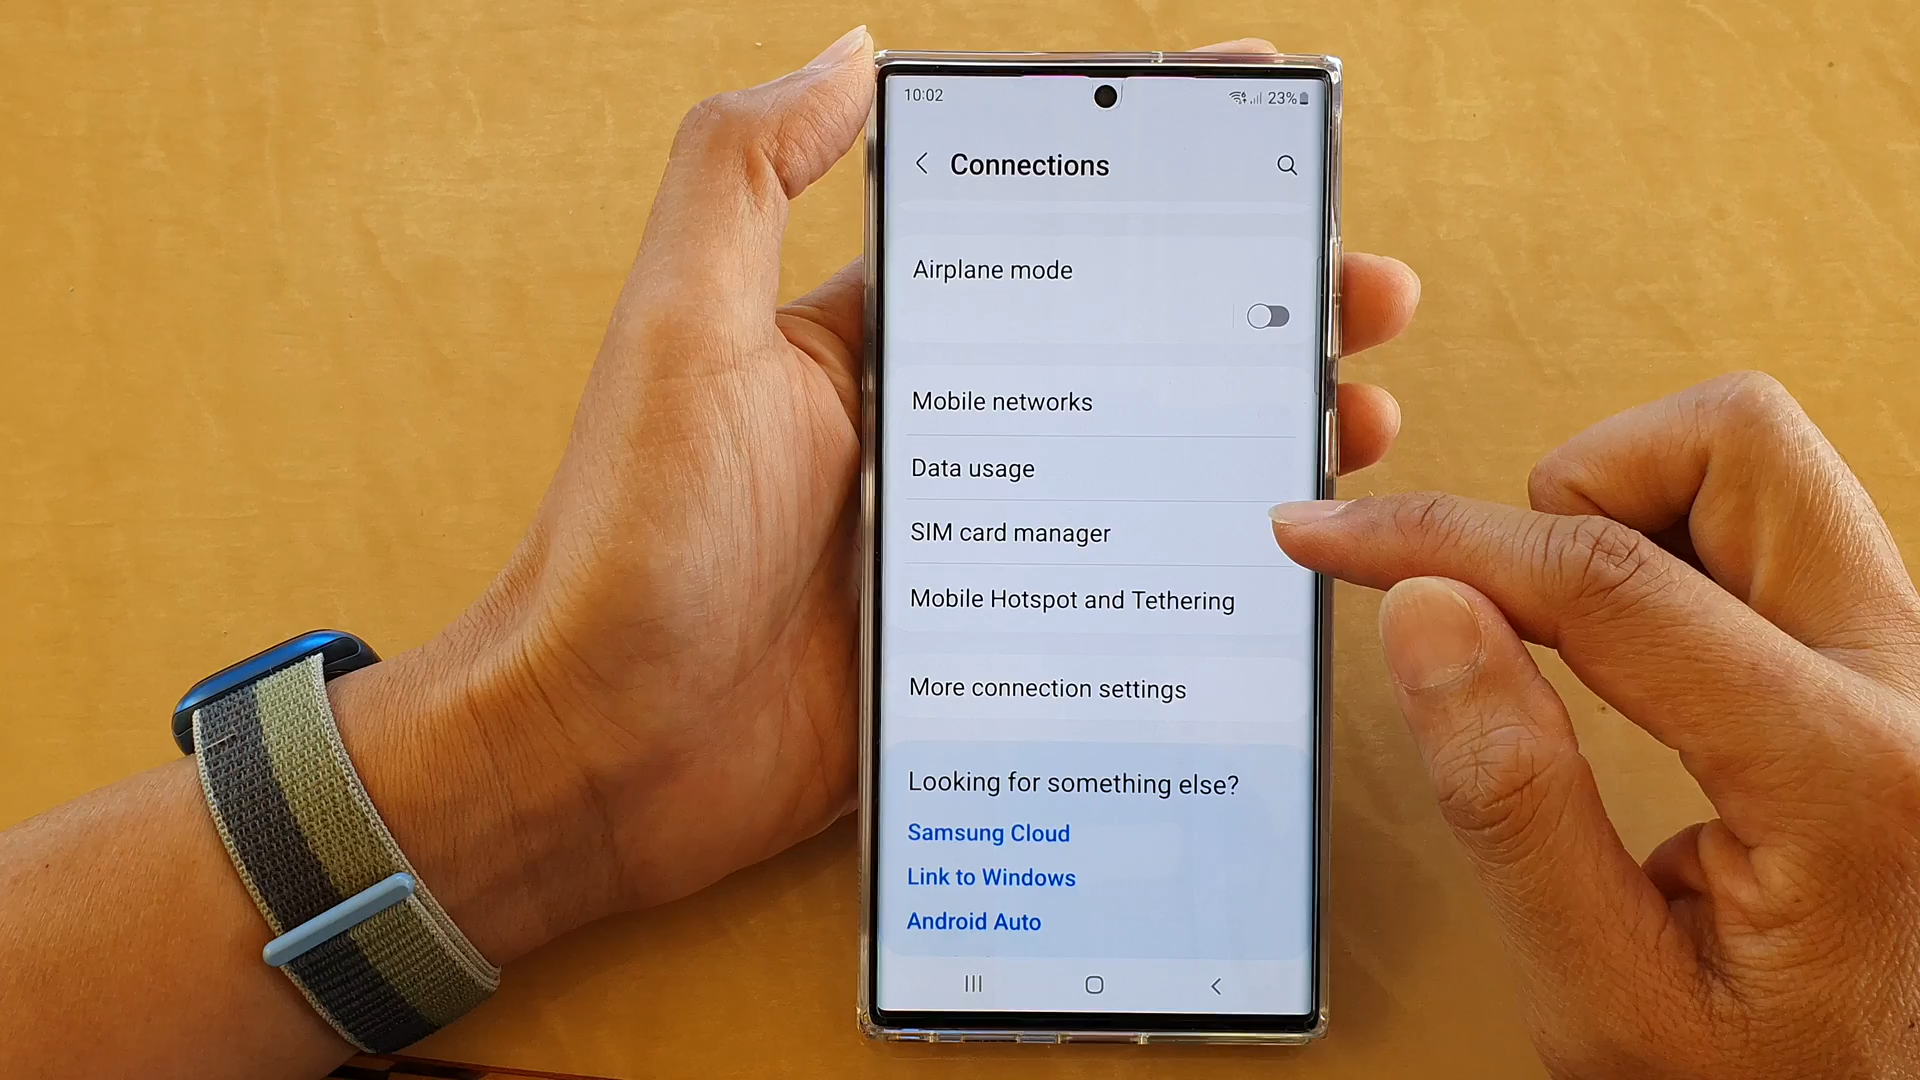 10:02
23%
Connections
Airplane mode
Mobile networks
Data usage
SIM card manager
Mobile Hotspot and Tethering
More connection settings
Looking for something else?
Samsung Cloud
Link to Windows
Android Auto